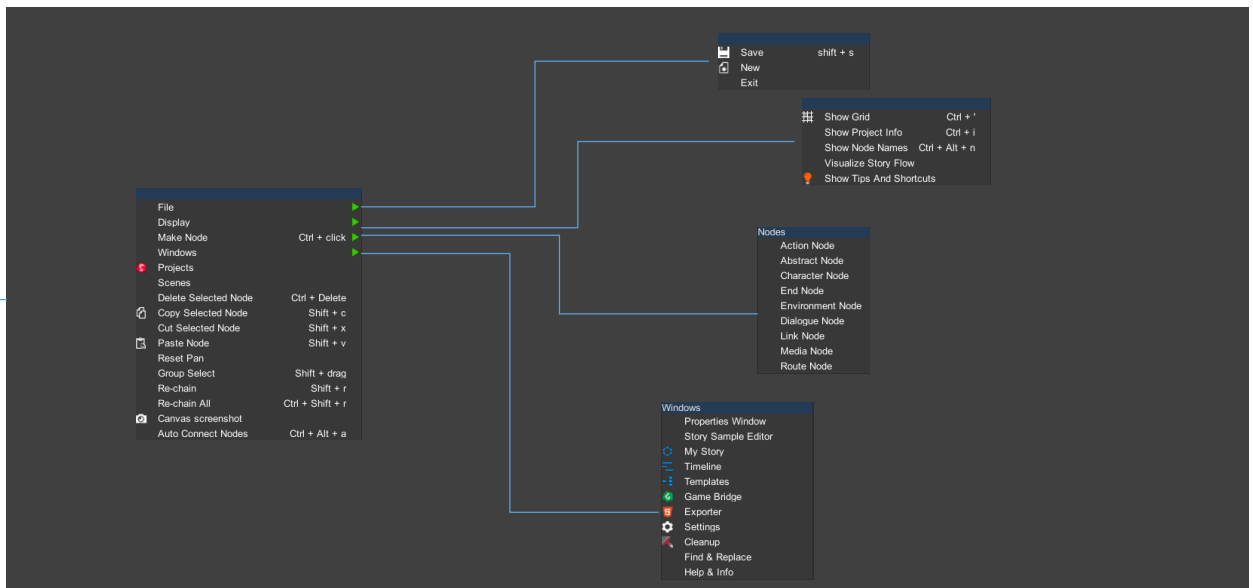 Save shift + s
New
Exit
Show Grid Ctrl + '
Show Project Info Ctrl + i
Show Node Names Ctrl + Alt + n
Visualize Story Flow
Show Tips And Shortcuts
File
Display
Make Node Ctrl + click
Windows
Projects
Scenes
Delete Selected Node Ctrl + Delete
Copy Selected Node Shift + c
Cut Selected Node Shift + x
Paste Node Shift + v
Reset Pan
Group Select Shift + drag
Re-chain Shift + r
Re-chain All Ctrl + Shift + r
Canvas screenshot
Auto Connect Nodes Ctrl + Alt + a
Nodes
Action Node
Abstract Node
Character Node
End Node
Environment Node
Dialogue Node
Link Node
Media Node
Route Node
Windows
Properties Window
Story Sample Editor
My Story
Timeline
Templates
Game Bridge
Exporter
Settings
Cleanup
Find & Replace
Help & Info